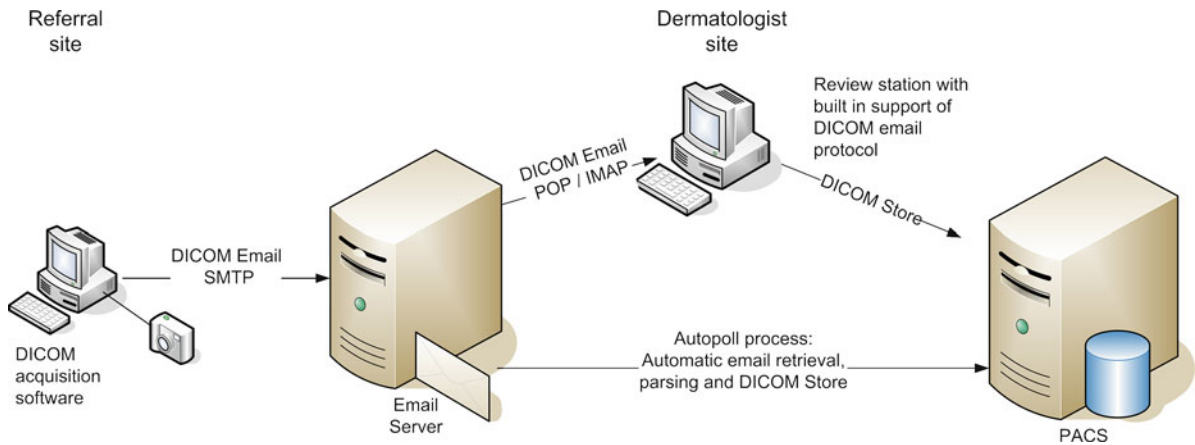 Referral
site
Dermatologist
site
Review station with
built in support of
DICOM email
protocol
DICOM Email
POP / IMAP
DICOM Store
DICOM Email
SMTP
DICOM
acquisition
software
Email
Server
Autopoll process:
Automatic email retrieval,
parsing and DICOM Store
PACS